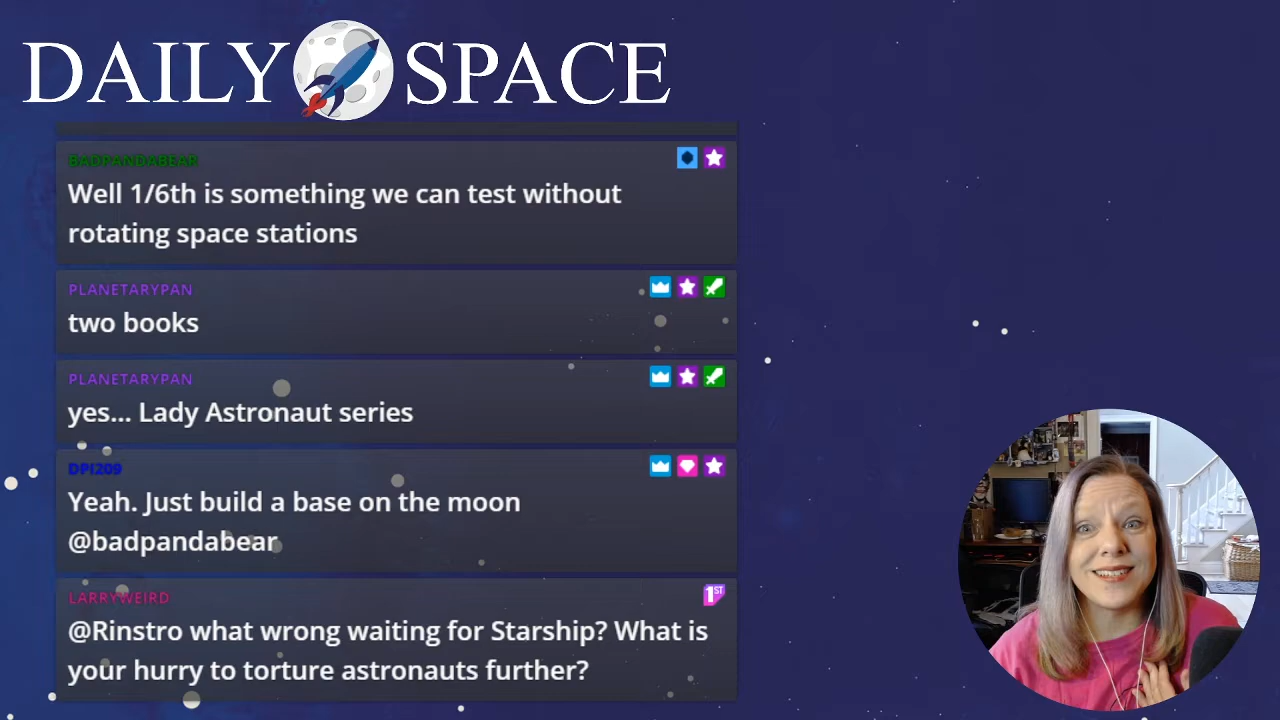 DAILY SPACE
BADPANDABEAR
Well 1/6th is something we can test without
rotating space stations
PLANETARYPAN
two books
PLANETARYPAN
yes... Lady Astronaut series
DPI209
Yeah. Just build a base on the moon
@badpandabear
LARRYWEIRD
1ST
@Rinstro what wrong waiting for Starship? What is
your hurry to torture astronauts further?